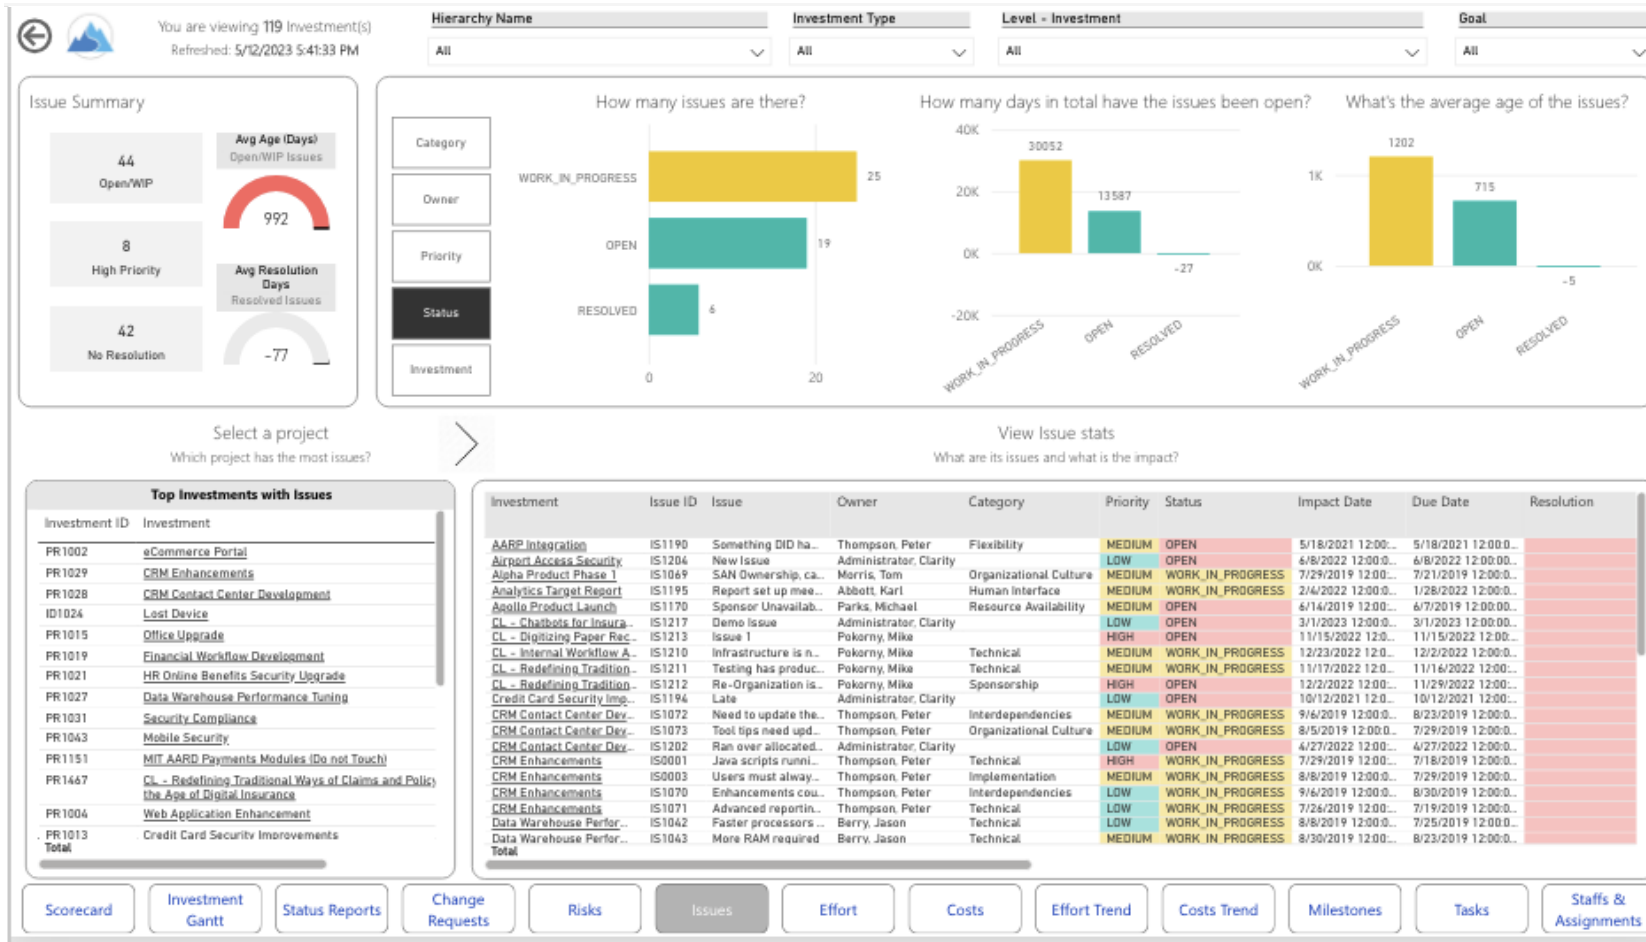 You are viewing 119 Investment(s)
Refreshed: 5/12/2023 5:41:33 PM
Hierarchy Name
All
Investment Type
All
Level - Investment
All
Goal
All
Issue Summary
44
Open/WIP
8
High Priority
42
No Resolution
Avg Age (Days)
Open/WIP Issues
992
Avg Resolution
Days
Resolved Issues
-77
Category
Owner
Priority
Status
Investment
How many issues are there?
WORK_IN_PROGRESS
25
OPEN
19
RESOLVED
6
0
20
How many days in total have the issues been open?
40K
20K
0K
-20K
30052
13587
-27
WORK_IN_PROGRESS
OPEN
RESOLVED
What's the average age of the issues?
1K
0K
1202
715
-5
WORK_IN_PROGRESS
OPEN
RESOLVED
Select a project
Which project has the most issues?
View Issue stats
What are its issues and what is the impact?
Top Investments with Issues
Investment ID Investment
PR1002 eCommerce Portal
PR1029 CRM Enhancements
PR1028 CRM Contact Center Development
ID1024 Lost Device
PR1015 Office Upgrade
PR1019 Financial Workflow Development
PR1021 HR Online Benefits Security Upgrade
PR1027 Data Warehouse Performance Tuning
PR1031 Security Compliance
PR1043 Mobile Security
PR1151 MIT AARD Payments Modules (Do not Touch)
PR1467 CL - Redefining Traditional Ways of Claims and Policy
the Age of Digital Insurance
PR1004 Web Application Enhancement
PR1013 Credit Card Security Improvements
Total
Investment Issue ID Issue Owner Category Priority Status Impact Date Due Date Resolution
AARP Integration IS1190 Something DID ha... Thompson, Peter Flexibility MEDIUM OPEN 5/18/2021 12:00:... 5/18/2021 12:00:0...
Airport Access Security IS1204 New Issue Administrator, Clarity LOW OPEN 6/8/2022 12:00:0... 6/8/2022 12:00:00...
Alpha Product Phase 1 IS1069 SAN Ownership, ca... Morris, Tom Organizational Culture MEDIUM WORK_IN_PROGRESS 7/29/2019 12:00:... 7/21/2019 12:00:0...
Analytics Target Report IS1195 Report set up mee... Abbott, Karl Human Interface MEDIUM WORK_IN_PROGRESS 2/4/2022 12:00:0... 1/28/2022 12:00:0...
Apollo Product Launch IS1170 Sponsor Unavailab... Parks, Michael Resource Availability MEDIUM OPEN 6/14/2019 12:00:... 6/7/2019 12:00:00...
CL - Chatbots for Insura... IS1217 Demo Issue Administrator, Clarity LOW OPEN 3/1/2023 12:00:0... 3/1/2023 12:00:00...
CL - Digitizing Paper Rec... IS1213 Issue 1 Pokorny, Mike HIGH OPEN 11/15/2022 12:0... 11/15/2022 12:00:...
CL - Internal Workflow A... IS1210 Infrastructure is n... Pokorny, Mike Technical MEDIUM WORK_IN_PROGRESS 12/23/2022 12:0... 12/2/2022 12:00:0...
CL - Redefining Tradition... IS1211 Testing has produc... Pokorny, Mike Technical MEDIUM WORK_IN_PROGRESS 11/17/2022 12:0... 11/16/2022 12:00:...
CL - Redefining Tradition... IS1212 Re-Organization is... Pokorny, Mike Sponsorship HIGH OPEN 12/2/2022 12:00:... 11/29/2022 12:00:...
Credit Card Security Imp... IS1194 Late Administrator, Clarity LOW OPEN 10/12/2021 12:0... 10/12/2021 12:00:...
CRM Contact Center Dev... IS1072 Need to update the... Thompson, Peter Interdependencies MEDIUM WORK_IN_PROGRESS 9/6/2019 12:00:0... 8/23/2019 12:00:0...
CRM Contact Center Dev... IS1073 Tool tips need upd... Thompson, Peter Organizational Culture MEDIUM WORK_IN_PROGRESS 8/5/2019 12:00:0... 7/29/2019 12:00:0...
CRM Contact Center Dev... IS1202 Ran over allocated... Administrator, Clarity LOW OPEN 4/27/2022 12:00:... 4/27/2022 12:00:0...
CRM Enhancements IS0001 Java scripts runni... Thompson, Peter Technical HIGH WORK_IN_PROGRESS 7/29/2019 12:00:... 7/18/2019 12:00:0...
CRM Enhancements IS0003 Users must alway... Thompson, Peter Implementation MEDIUM WORK_IN_PROGRESS 8/8/2019 12:00:0... 7/29/2019 12:00:0...
CRM Enhancements IS1070 Enhancements cou... Thompson, Peter Interdependencies LOW WORK_IN_PROGRESS 9/6/2019 12:00:0... 8/30/2019 12:00:0...
CRM Enhancements IS1071 Advanced reportin... Thompson, Peter Technical LOW WORK_IN_PROGRESS 7/26/2019 12:00:... 7/19/2019 12:00:0...
Data Warehouse Perfor... IS1042 Faster processors ... Berry, Jason Technical LOW WORK_IN_PROGRESS 8/8/2019 12:00:0... 7/25/2019 12:00:0...
Data Warehouse Perfor... IS1043 More RAM required Berry, Jason Technical MEDIUM WORK_IN_PROGRESS 8/30/2019 12:00:... 8/23/2019 12:00:0...
Total
Scorecard
Investment
Gantt
Status Reports
Change
Requests
Risks
Issues
Effort
Costs
Effort Trend
Costs Trend
Milestones
Tasks
Staffs &
Assignments